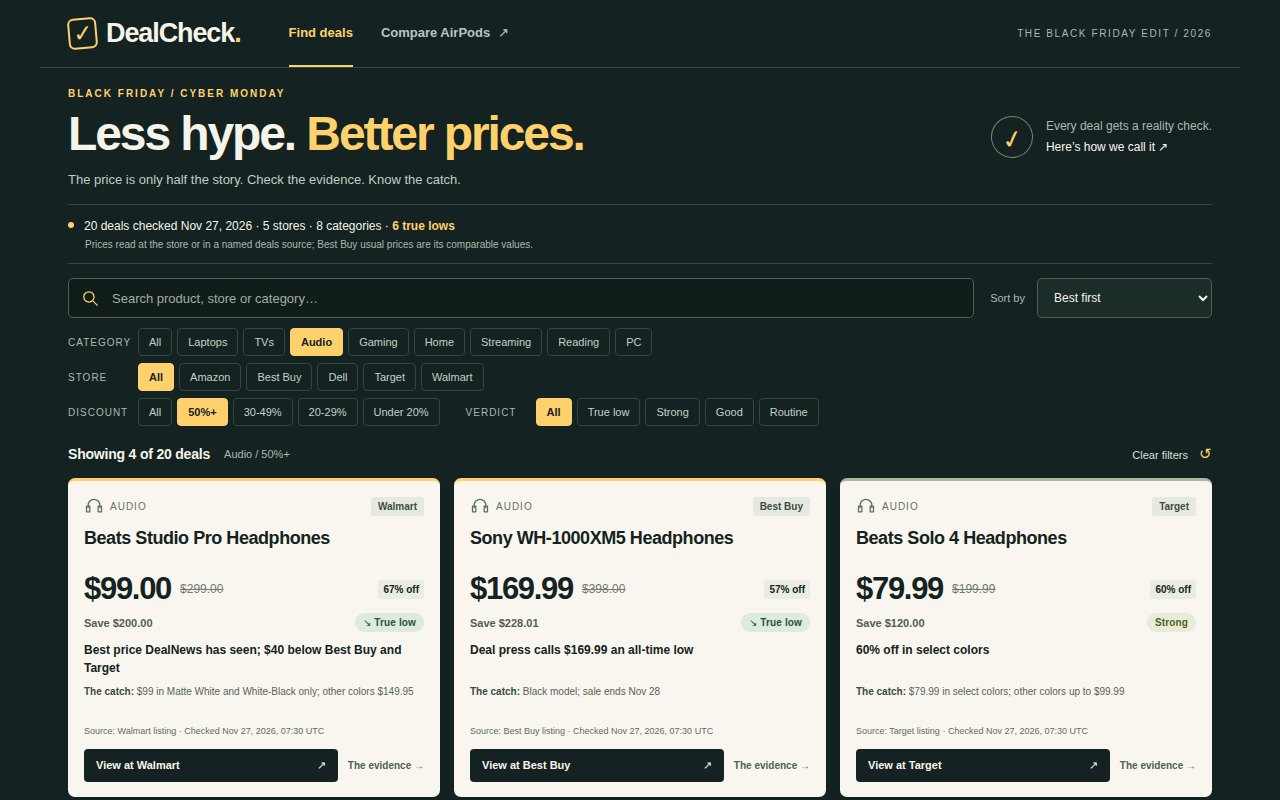 ✓ DealCheck.
Find deals
Compare AirPods ↗
THE BLACK FRIDAY EDIT / 2026
BLACK FRIDAY / CYBER MONDAY
Less hype. Better prices.
The price is only half the story. Check the evidence. Know the catch.
✓
Every deal gets a reality check.
Here's how we call it ↗
20 deals checked Nov 27, 2026 · 5 stores · 8 categories · 6 true lows
Prices read at the store or in a named deals source; Best Buy usual prices are its comparable values.
Search product, store or category…
Sort by
Best first
CATEGORY All Laptops TVs Audio Gaming Home Streaming Reading PC
STORE All Amazon Best Buy Dell Target Walmart
DISCOUNT All 50%+ 30-49% 20-29% Under 20% VERDICT All True low Strong Good Routine
Showing 4 of 20 deals Audio / 50%+
Clear filters ↺
AUDIO
Walmart
Beats Studio Pro Headphones
$99.00 $299.00 67% off
Save $200.00 ↘ True low
Best price DealNews has seen; $40 below Best Buy and
Target
The catch: $99 in Matte White and White-Black only; other colors $149.95
Source: Walmart listing · Checked Nov 27, 2026, 07:30 UTC
View at Walmart ↗
The evidence →
AUDIO
Best Buy
Sony WH-1000XM5 Headphones
$169.99 $398.00 57% off
Save $228.01 ↘ True low
Deal press calls $169.99 an all-time low
The catch: Black model; sale ends Nov 28
Source: Best Buy listing · Checked Nov 27, 2026, 07:30 UTC
View at Best Buy ↗
The evidence →
AUDIO
Target
Beats Solo 4 Headphones
$79.99 $199.99 60% off
Save $120.00 Strong
60% off in select colors
The catch: $79.99 in select colors; other colors up to $99.99
Source: Target listing · Checked Nov 27, 2026, 07:30 UTC
View at Target ↗
The evidence →